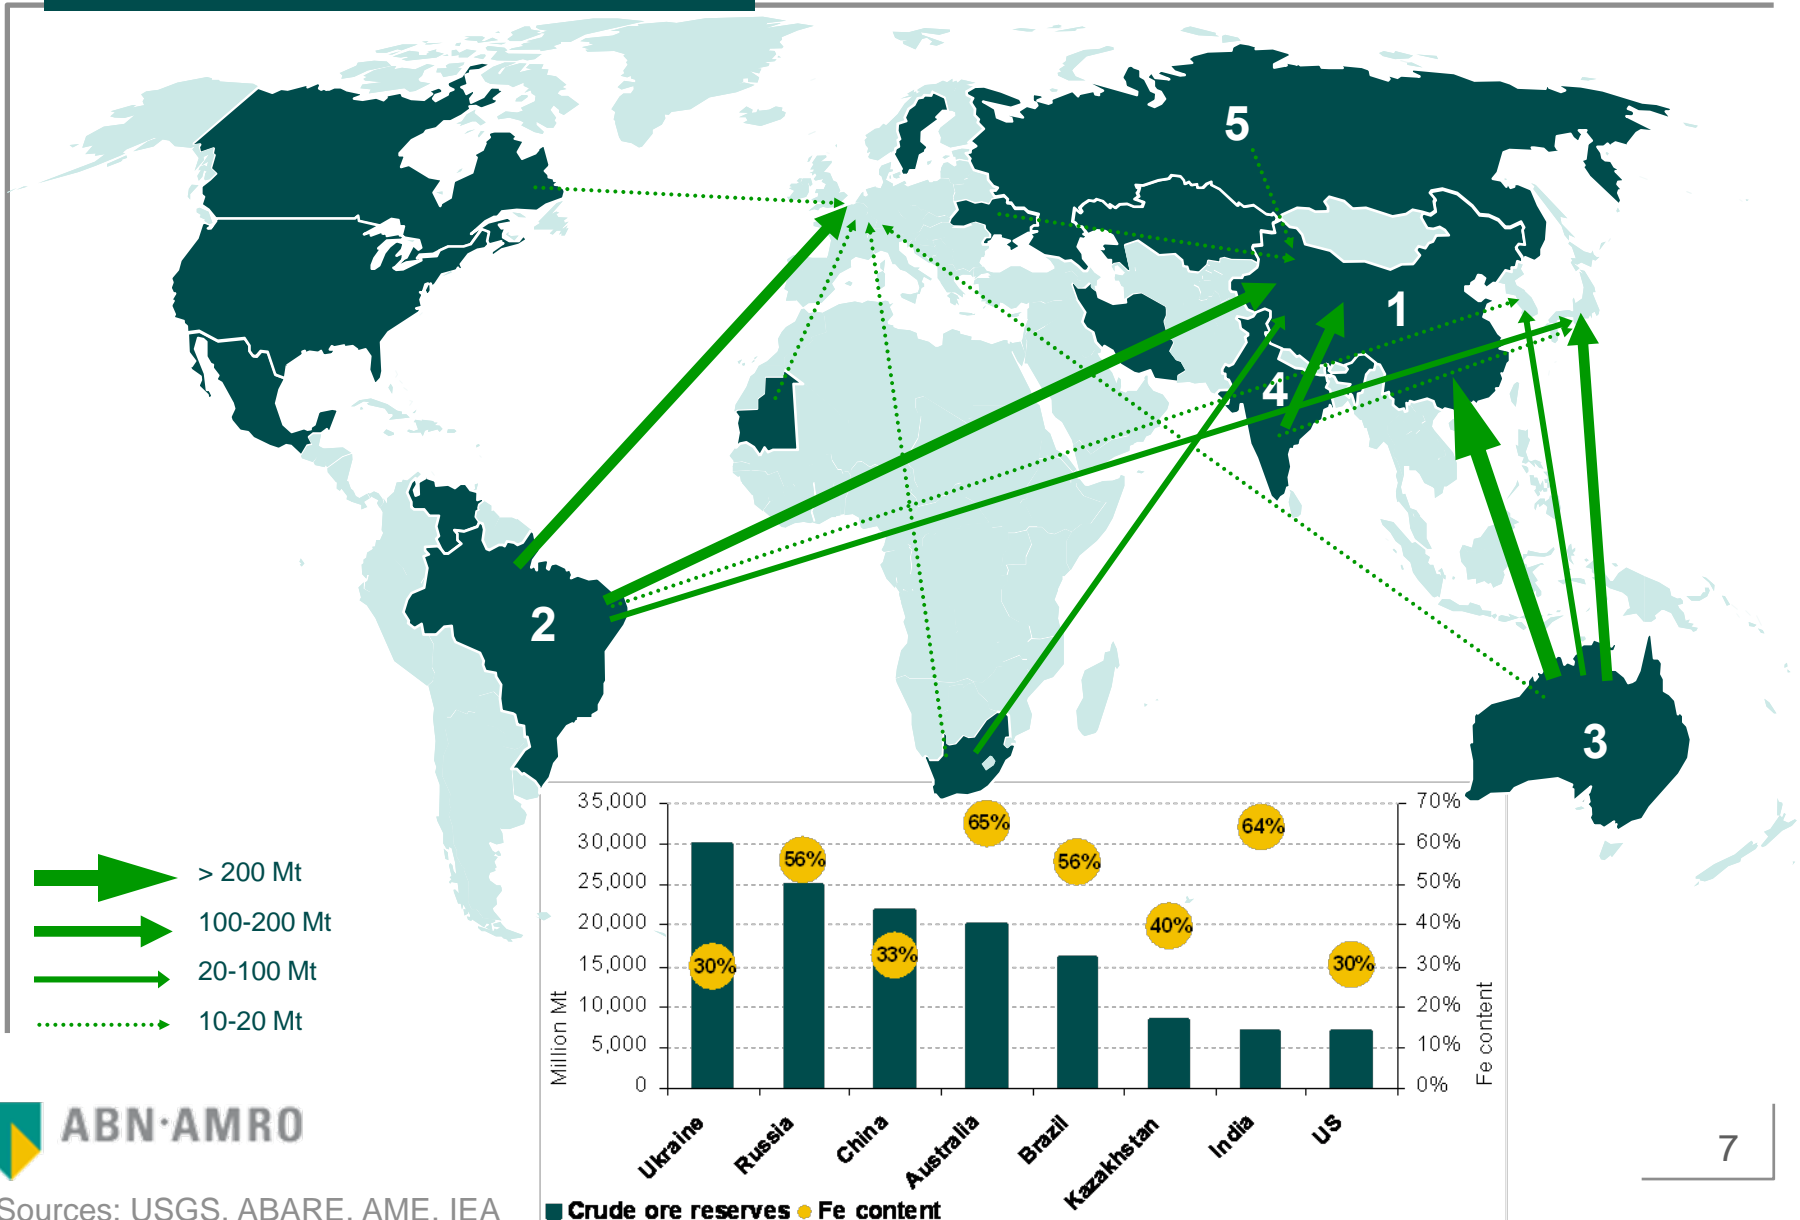 5
1
4
2
3
> 200 Mt
100-200 Mt
20-100 Mt
10-20 Mt
35,000
30,000
25,000
20,000
15,000
10,000
5,000
0
Million Mt
70%
60%
50%
40%
30%
20%
10%
0%
Fe content
30%
56%
33%
65%
56%
40%
64%
30%
Ukraine
Russia
China
Australia
Brazil
Kazakhstan
India
US
Crude ore reserves Fe content
ABN·AMRO
Sources: USGS, ABARE, AME, IEA
7